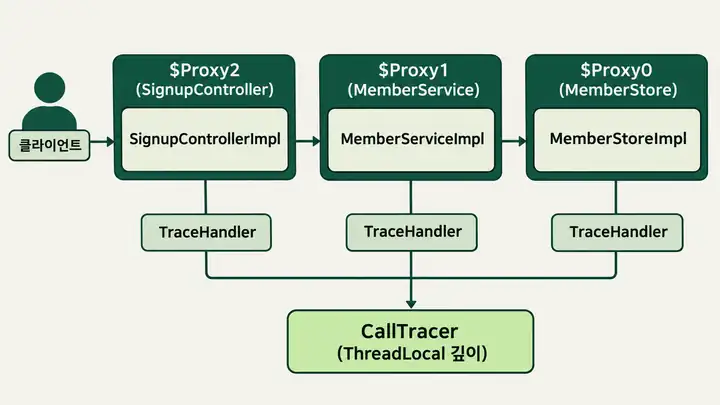 클라이언트
$Proxy2
(SignupController)
SignupControllerImpl
$Proxy1
(MemberService)
MemberServiceImpl
$Proxy0
(MemberStore)
MemberStoreImpl
TraceHandler
TraceHandler
TraceHandler
CallTracer
(ThreadLocal 깊이)